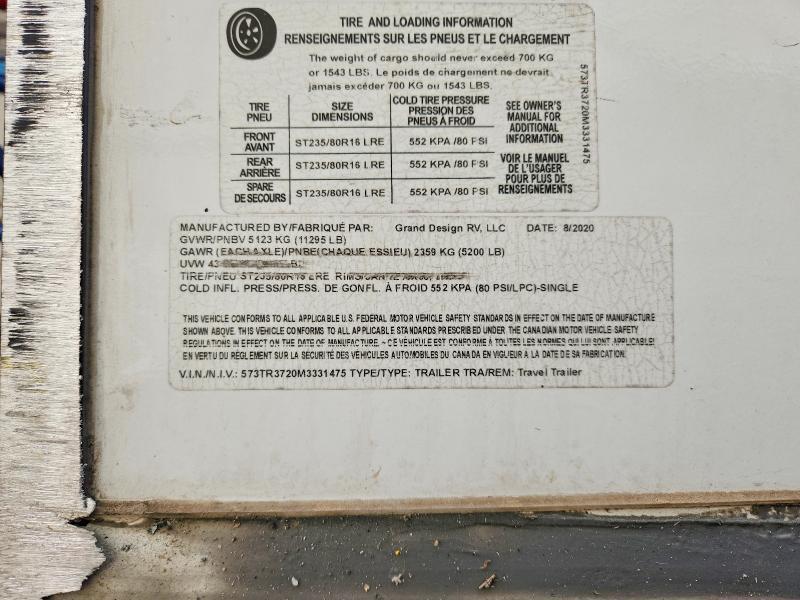 TIRE AND LOADING INFORMATION
RENSEIGNEMENTS SUR LES PNEUS ET LE CHARGEMENT
The weight of cargo should never exceed 700 KG
or 1543 LBS. Le poids de chargement ne devrait
jamais excéder 700 KG ou 1543 LBS.
TIRE PNEU SIZE DIMENSIONS COLD TIRE PRESSURE PRESSION DES PNEUS À FROID
FRONT AVANT ST235/80R16 LRE 552 KPA /80 PSI
REAR ARRIÈRE ST235/80R16 LRE 552 KPA /80 PSI
SPARE DE SECOURS ST235/80R16 LRE 552 KPA /80 PSI
SEE OWNER'S
MANUAL FOR
ADDITIONAL
INFORMATION
VOIR LE MANUEL
DE L'USAGER
POUR PLUS DE
RENSEIGNEMENTS
573TR3720M3331475
MANUFACTURED BY/FABRIQUÉ PAR: Grand Design RV, LLC DATE: 8/2020
GVWR/PNBV 5123 KG (11295 LB)
GAWR (EACH AXLE)/PNBE(CHAQUE ESSIEU) 2359 KG (5200 LB)
UVW 43
TIRE/PNEU ST235/80R16 LRE
COLD INFL. PRESS/PRESS. DE GONFL. À FROID 552 KPA (80 PSI/LPC)-SINGLE
THIS VEHICLE CONFORMS TO ALL APPLICABLE U.S. FEDERAL MOTOR VEHICLE SAFETY STANDARDS IN EFFECT ON THE DATE OF MANUFACTURE
SHOWN ABOVE. THIS VEHICLE CONFORMS TO ALL APPLICABLE STANDARDS PRESCRIBED UNDER THE CANADIAN MOTOR VEHICLE SAFETY
REGULATIONS IN EFFECT ON THE DATE OF MANUFACTURE. ~ CE VÉHICULE EST CONFORME À TOUTES LES NORMES QUI LUI SONT APPLICABLE!
EN VERTU DU RÈGLEMENT SUR LA SÉCURITÉ DES VÉHICULES AUTOMOBILES DU CANADA EN VIGUEUR A LA DATE DE SA FABRICATION.
V.I.N./N.I.V.: 573TR3720M3331475 TYPE/TYPE: TRAILER TRA/REM: Travel Trailer